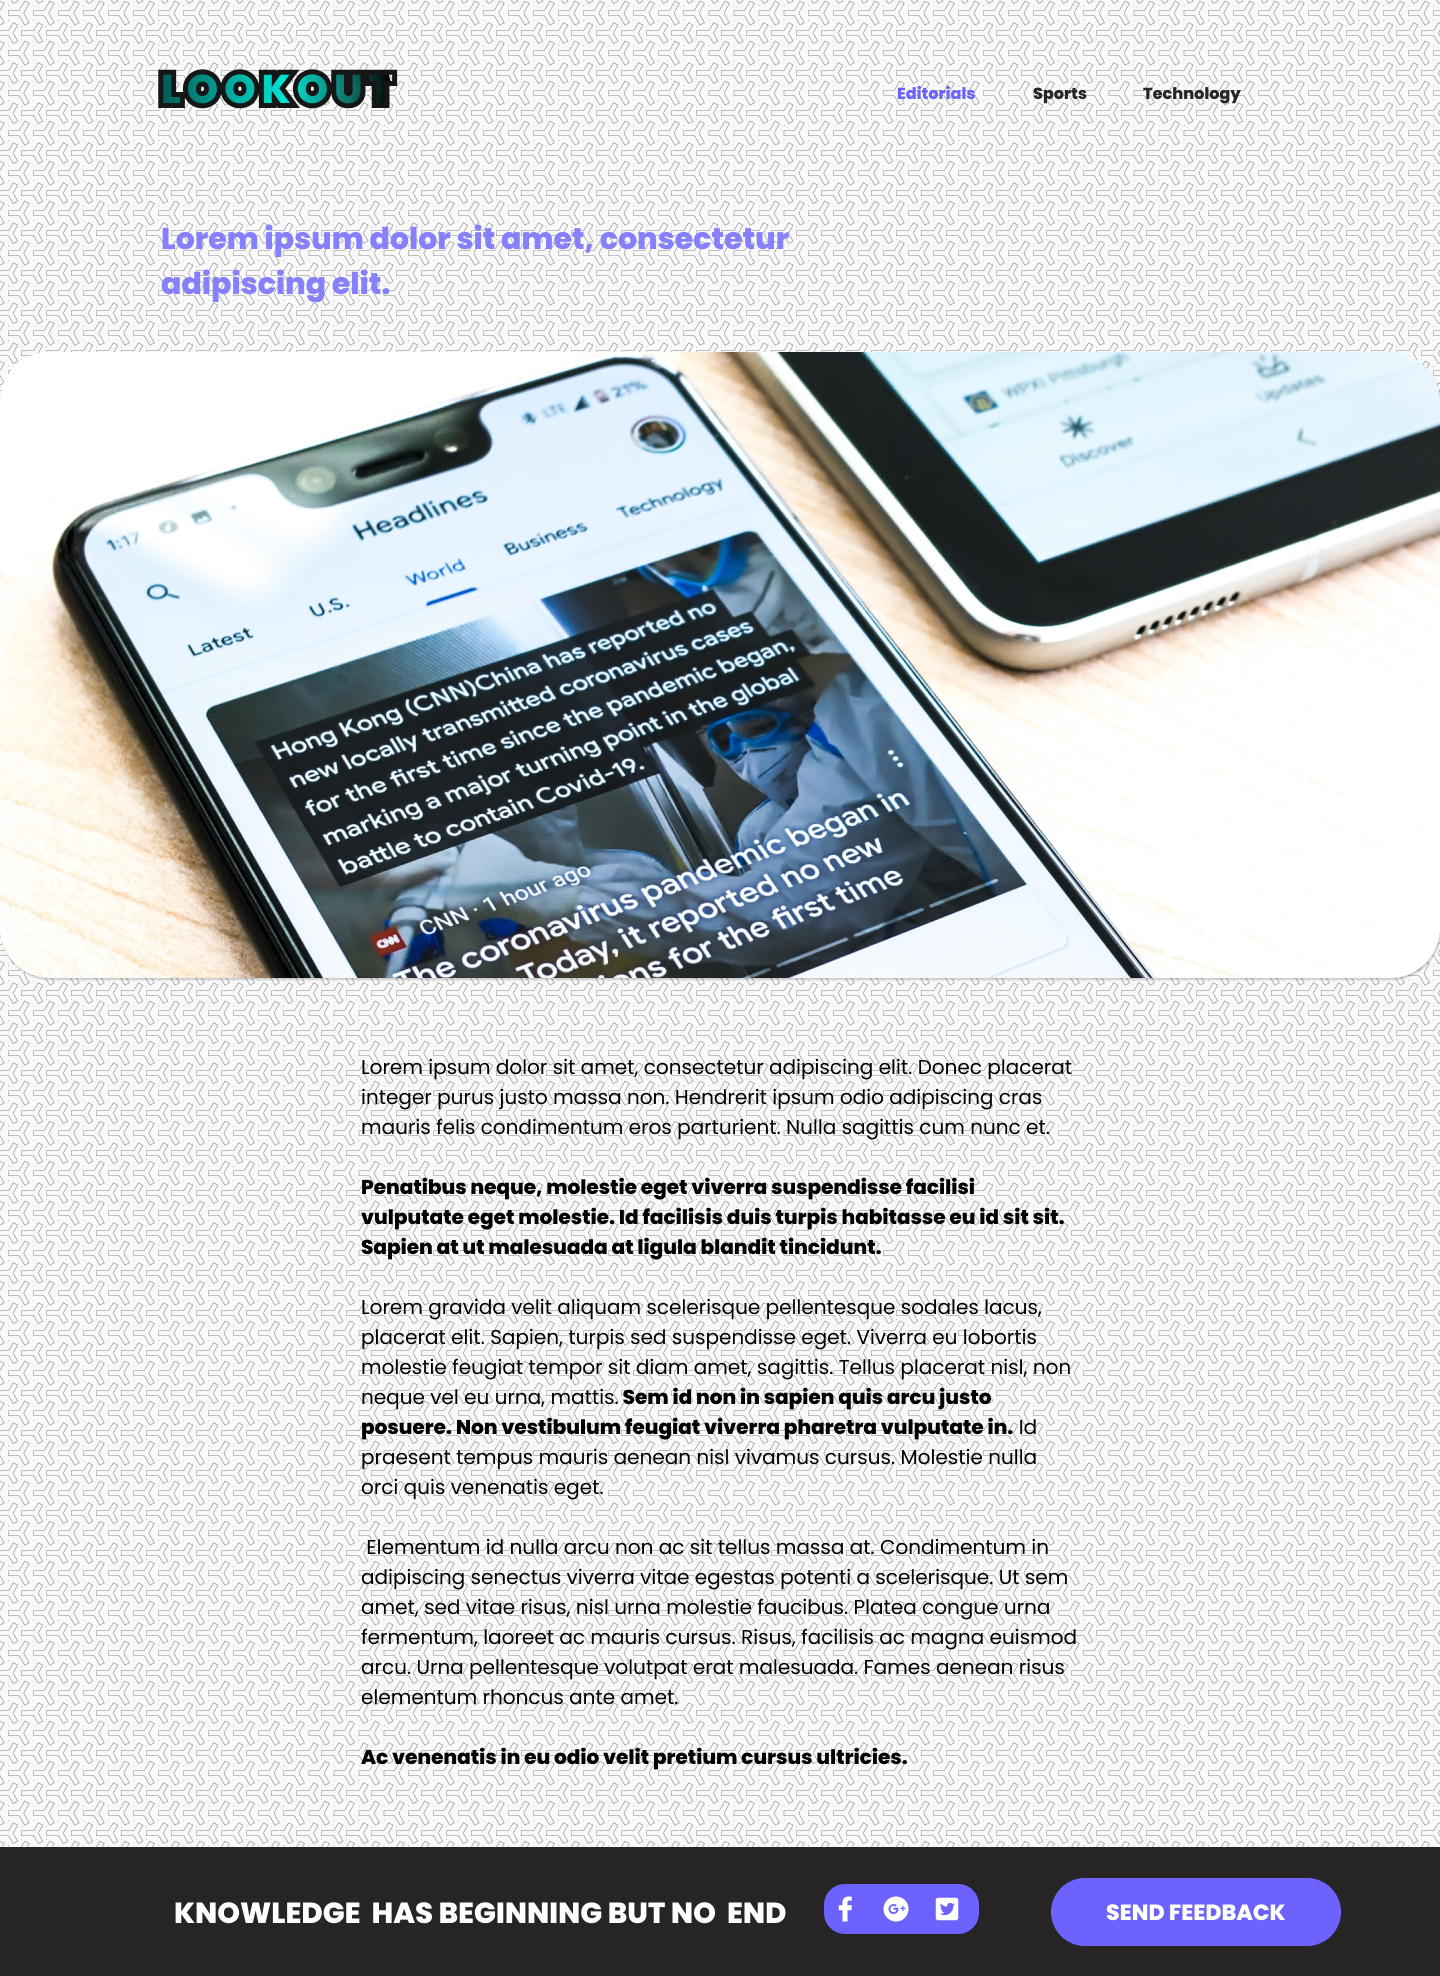 LOOKOUT
Editorials Sports Technology
Lorem ipsum dolor sit amet, consectetur
adipiscing elit.
1:17 LTE 21%
Headlines
Latest U.S. World Business Technology
Hong Kong (CNN)China has reported no
new locally transmitted coronavirus cases
for the first time since the pandemic began,
marking a major turning point in the global
battle to contain Covid-19.
CNN CNN · 1 hour ago
The coronavirus pandemic began in
Today, it reported no new
ons for the first time
WPXI Pittsburgh
Discover Updates
Lorem ipsum dolor sit amet, consectetur adipiscing elit. Donec placerat
integer purus justo massa non. Hendrerit ipsum odio adipiscing cras
mauris felis condimentum eros parturient. Nulla sagittis cum nunc et.
Penatibus neque, molestie eget viverra suspendisse facilisi
vulputate eget molestie. Id facilisis duis turpis habitasse eu id sit sit.
Sapien at ut malesuada at ligula blandit tincidunt.
Lorem gravida velit aliquam scelerisque pellentesque sodales lacus,
placerat elit. Sapien, turpis sed suspendisse eget. Viverra eu lobortis
molestie feugiat tempor sit diam amet, sagittis. Tellus placerat nisl, non
neque vel eu urna, mattis. Sem id non in sapien quis arcu justo
posuere. Non vestibulum feugiat viverra pharetra vulputate in. Id
praesent tempus mauris aenean nisl vivamus cursus. Molestie nulla
orci quis venenatis eget.
Elementum id nulla arcu non ac sit tellus massa at. Condimentum in
adipiscing senectus viverra vitae egestas potenti a scelerisque. Ut sem
amet, sed vitae risus, nisl urna molestie faucibus. Platea congue urna
fermentum, laoreet ac mauris cursus. Risus, facilisis ac magna euismod
arcu. Urna pellentesque volutpat erat malesuada. Fames aenean risus
elementum rhoncus ante amet.
Ac venenatis in eu odio velit pretium cursus ultricies.
KNOWLEDGE HAS BEGINNING BUT NO END
G+
SEND FEEDBACK